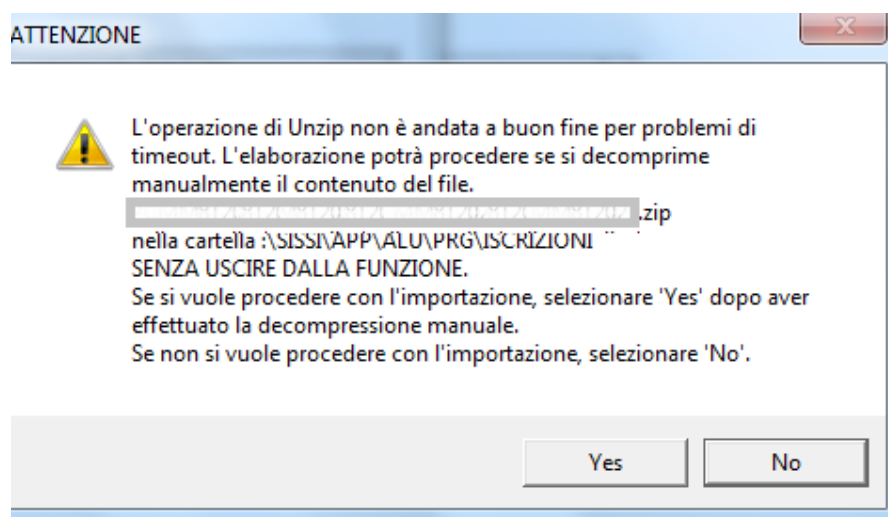 ATTENZIONE
L'operazione di Unzip non è andata a buon fine per problemi di
timeout. L'elaborazione potrà procedere se si decomprime
manualmente il contenuto del file.
.zip
nella cartella :\SISSI\APP\ALU\PRG\ISCRIZIONI
SENZA USCIRE DALLA FUNZIONE.
Se si vuole procedere con l'importazione, selezionare 'Yes' dopo aver
effettuato la decompressione manuale.
Se non si vuole procedere con l'importazione, selezionare 'No'.
Yes
No